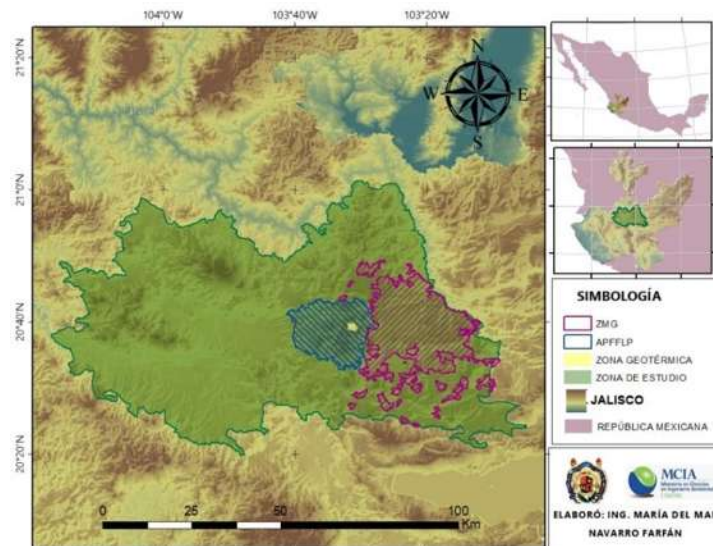 104°0'W 103°40'W 103°20'W
21°20'N
21°0'N
20°40'N
20°20'N
N
W E
S
0 25 50 100
Km
SIMBOLOGÍA
ZMG
APFFLP
ZONA GEOTÉRMICA
ZONA DE ESTUDIO
JALISCO
REPÚBLICA MEXICANA
MCIA
ELABORÓ: ING. MARÍA DEL MAR
NAVARRO FARFÁN